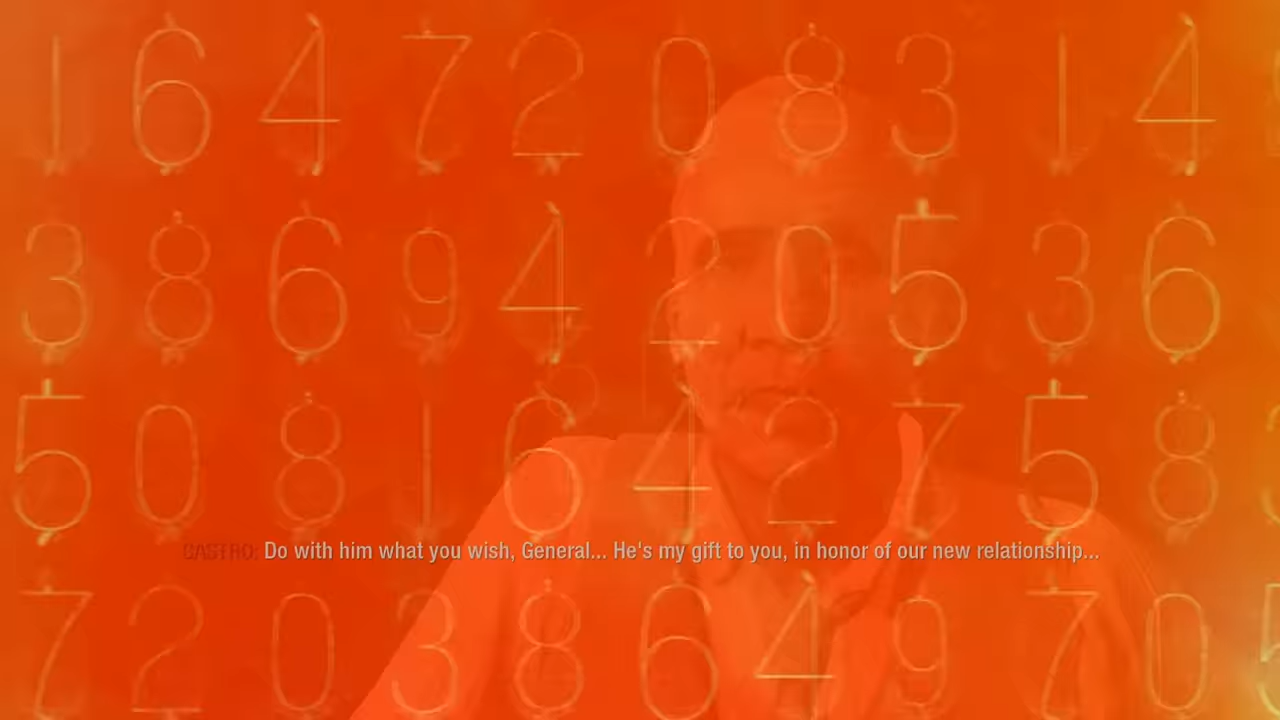 1 6 4 7 2 0 8 3 1 4
3 8 6 9 4 2 0 5 3 6
5 0 8 1 6 4 2 7 5 8
CASTRO: Do with him what you wish, General... He's my gift to you, in honor of our new relationship...
7 2 0 3 8 6 4 9 7 0 5